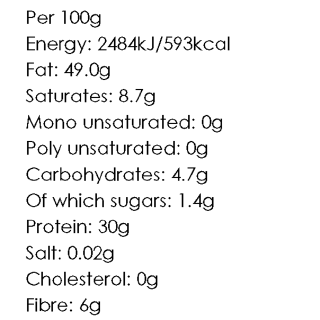 Per 100g
Energy: 2484kJ/593kcal
Fat: 49.0g
Saturates: 8.7g
Mono unsaturated: 0g
Poly unsaturated: 0g
Carbohydrates: 4.7g
Of which sugars: 1.4g
Protein: 30g
Salt: 0.02g
Cholesterol: 0g
Fibre: 6g